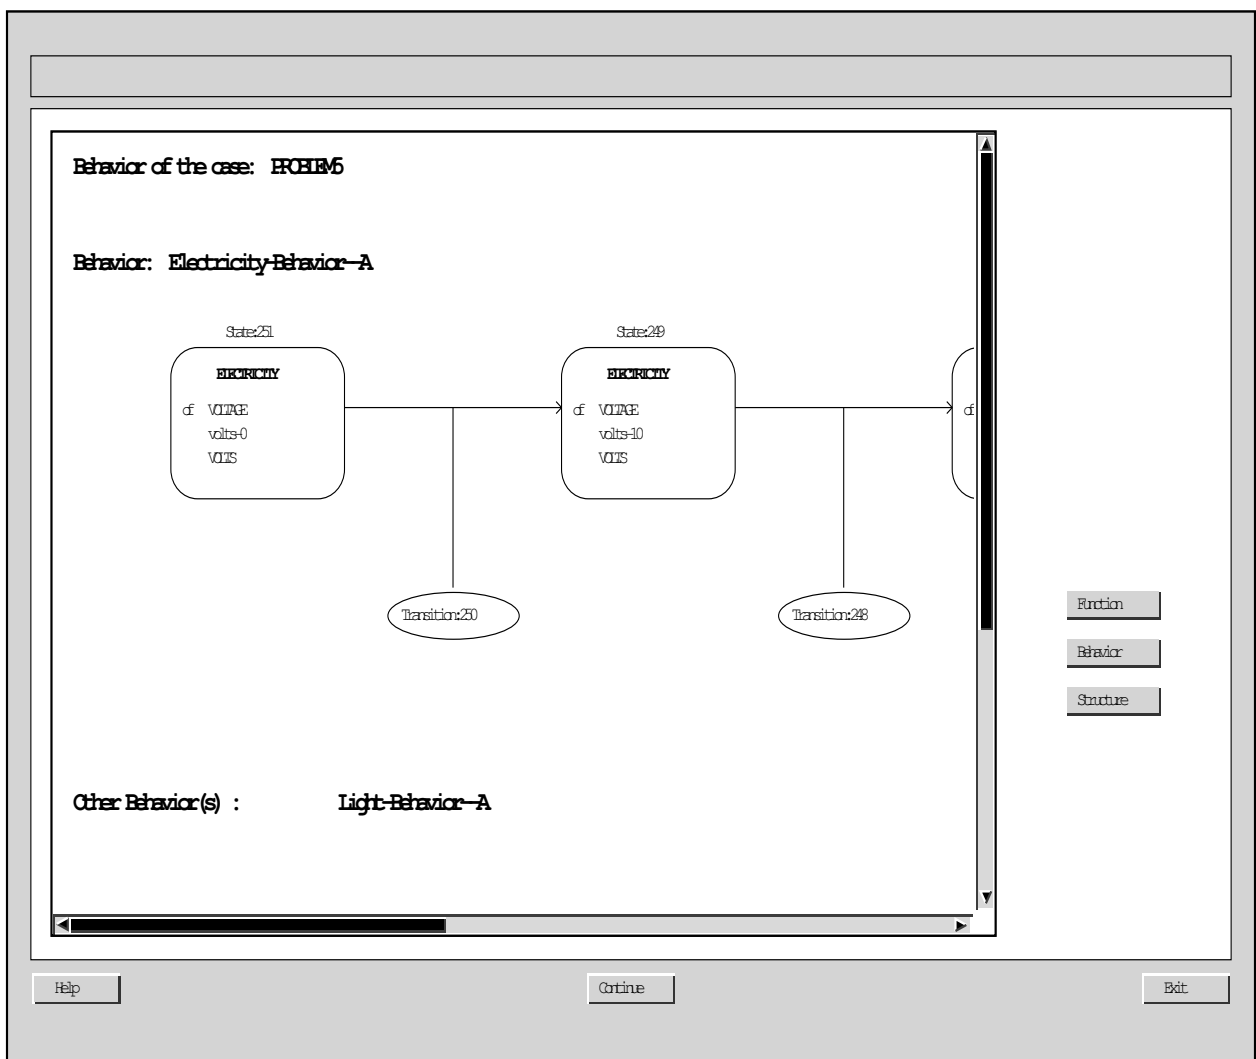 Behavior of the case: PROBLEM5
Behavior: Electricity-Behavior--A
State:251
State:249
ELECTRICITY
ELECTRICITY
of VOLTAGE
of VOLTAGE
of
volts-0
volts-10
VOLTS
VOLTS
Transition:250
Transition:248
Function
Behavior
Structure
Other Behavior(s) : Light-Behavior--A
Help
Continue
Exit